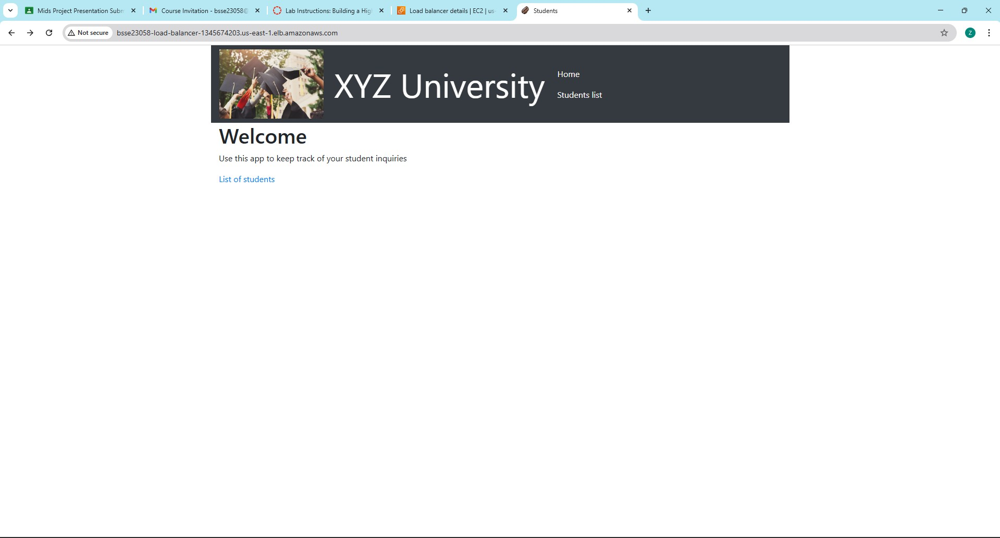 Mids Project Presentation Subm
Course Invitation - bsse23058@
Lab Instructions: Building a Hig
Load balancer details | EC2 | us-
Students
Not secure
bsse23058-load-balancer-1345674203.us-east-1.elb.amazonaws.com
Z
XYZ University
Home
Students list
Welcome
Use this app to keep track of your student inquiries
List of students